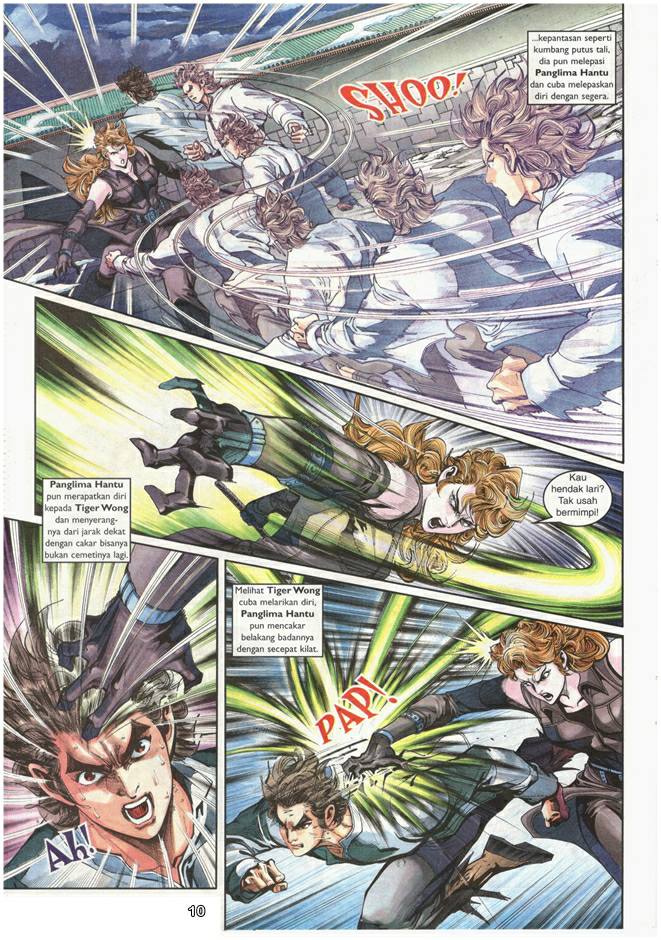 ...kepantasan seperti
kumbang putus tali,
dia pun melepasi
Panglima Hantu
dan cuba melepaskan
diri dengan segera.
SHOO!
Kau
hendak lari?
Tak usah
bermimpi!
Panglima Hantu
pun merapatkan diri
kepada Tiger Wong
dan menyerang-
nya dari jarak dekat
dengan cakar bisanya
bukan cemetinya lagi.
Ah!
Melihat Tiger Wong
cuba melarikan diri,
Panglima Hantu
pun mencakar
belakang badannya
dengan secepat kilat.
PAP!
10